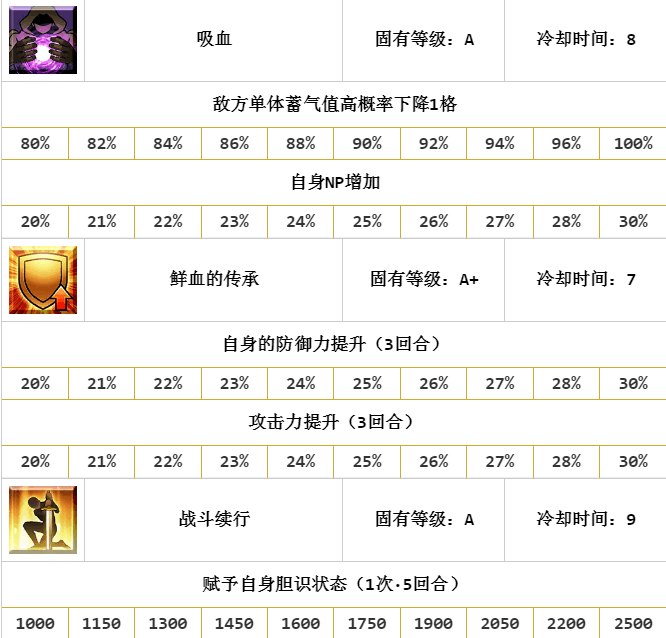 吸血 固有等级：A 冷却时间：8
敌方单体蓄气值高概率下降1格
80% 82% 84% 86% 88% 90% 92% 94% 96% 100%
自身NP增加
20% 21% 22% 23% 24% 25% 26% 27% 28% 30%
鲜血的传承 固有等级：A+ 冷却时间：7
自身的防御力提升（3回合）
20% 21% 22% 23% 24% 25% 26% 27% 28% 30%
攻击力提升（3回合）
20% 21% 22% 23% 24% 25% 26% 27% 28% 30%
战斗续行 固有等级：A 冷却时间：9
赋予自身胆识状态（1次·5回合）
1000 1150 1300 1450 1600 1750 1900 2050 2200 2500